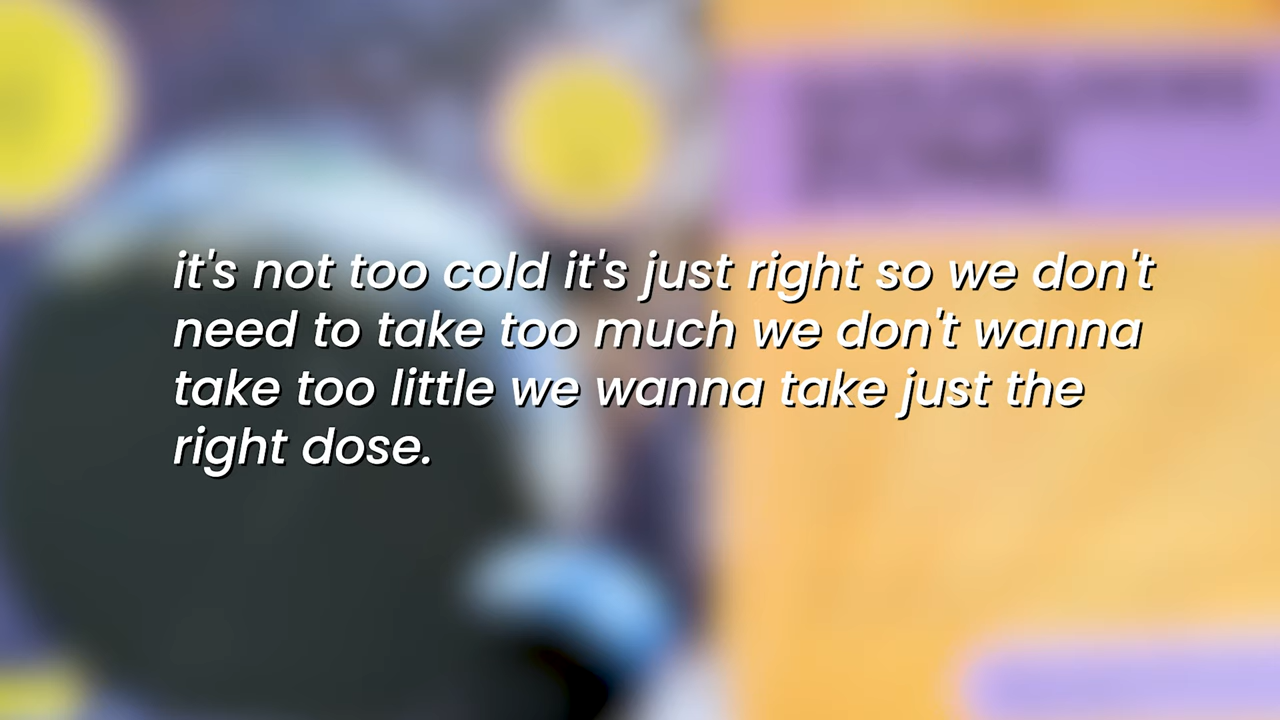 it's not too cold it's just right so we don't
need to take too much we don't wanna
take too little we wanna take just the
right dose.